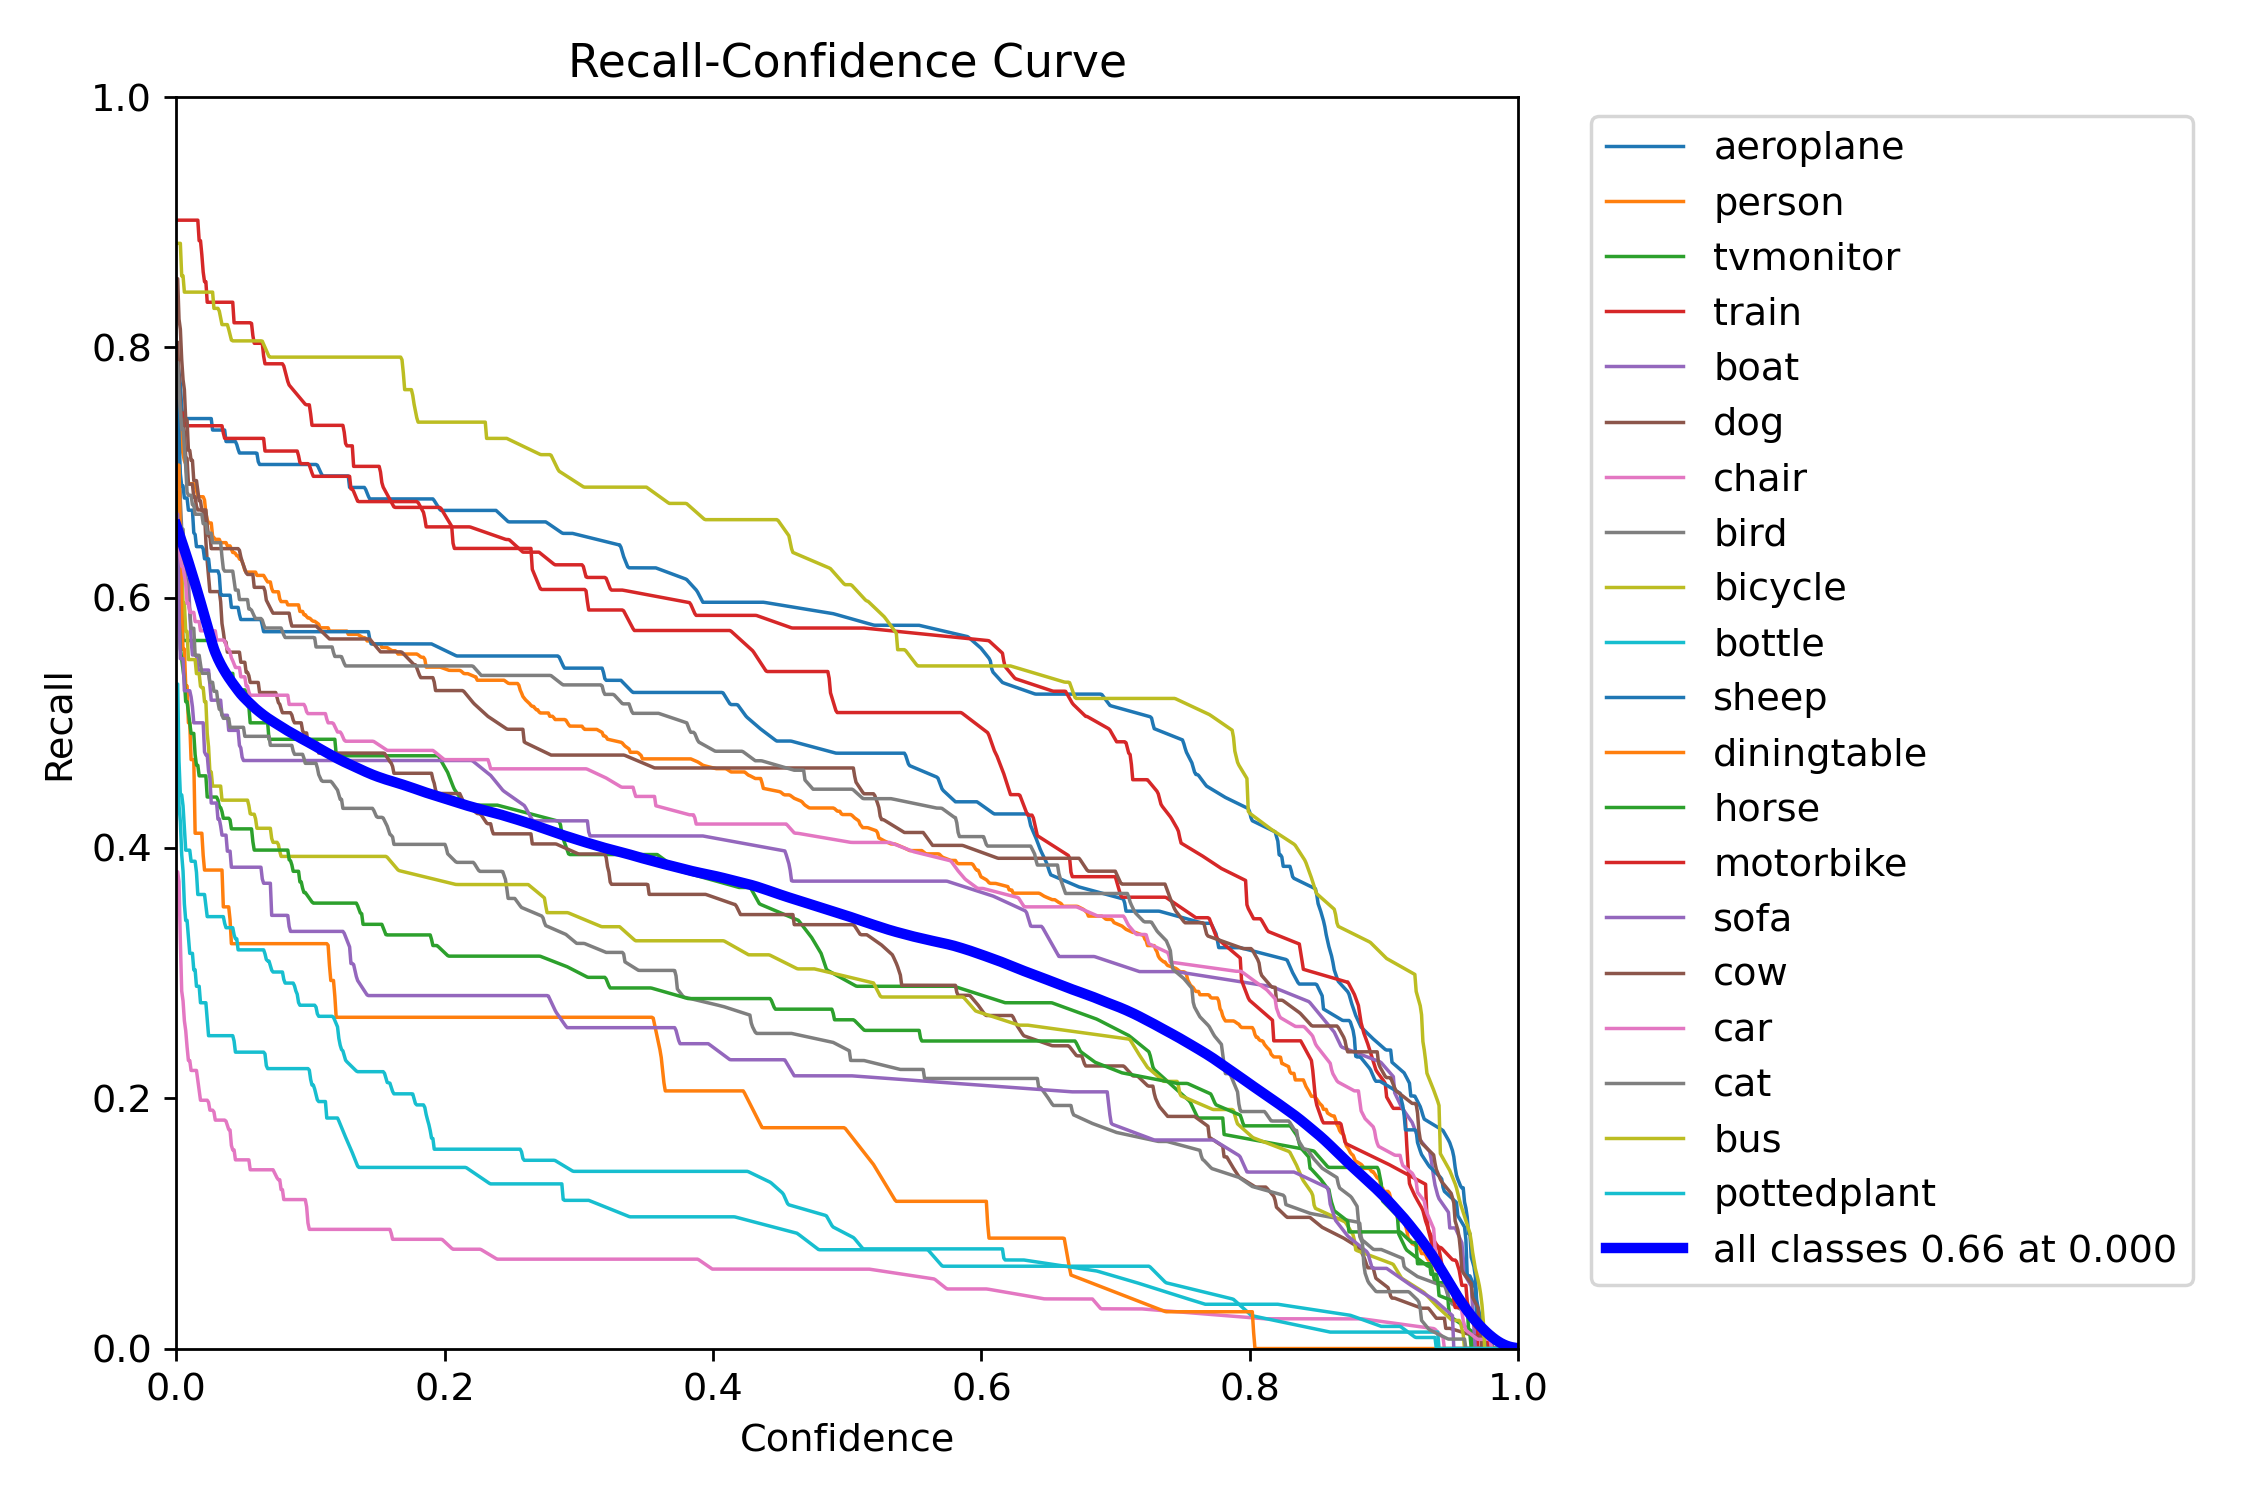 Recall-Confidence Curve
1.0
0.8
0.6
0.4
0.2
0.0
Recall
0.0 0.2 0.4 0.6 0.8 1.0
Confidence
aeroplane
person
tvmonitor
train
boat
dog
chair
bird
bicycle
bottle
sheep
diningtable
horse
motorbike
sofa
cow
car
cat
bus
pottedplant
all classes 0.66 at 0.000